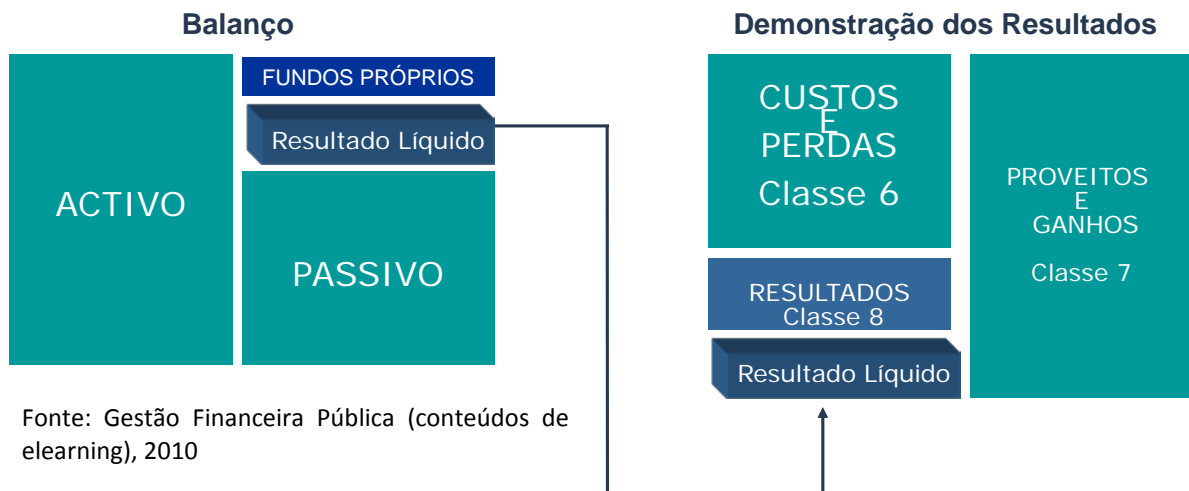 Balanço
FUNDOS PRÓPRIOS
Resultado Líquido
ACTIVO
PASSIVO
Fonte: Gestão Financeira Pública (conteúdos de
elearning), 2010
Demonstração dos Resultados
CUSTOS
E
PERDAS
Classe 6
RESULTADOS
Classe 8
Resultado Líquido
PROVEITOS
E
GANHOS
Classe 7